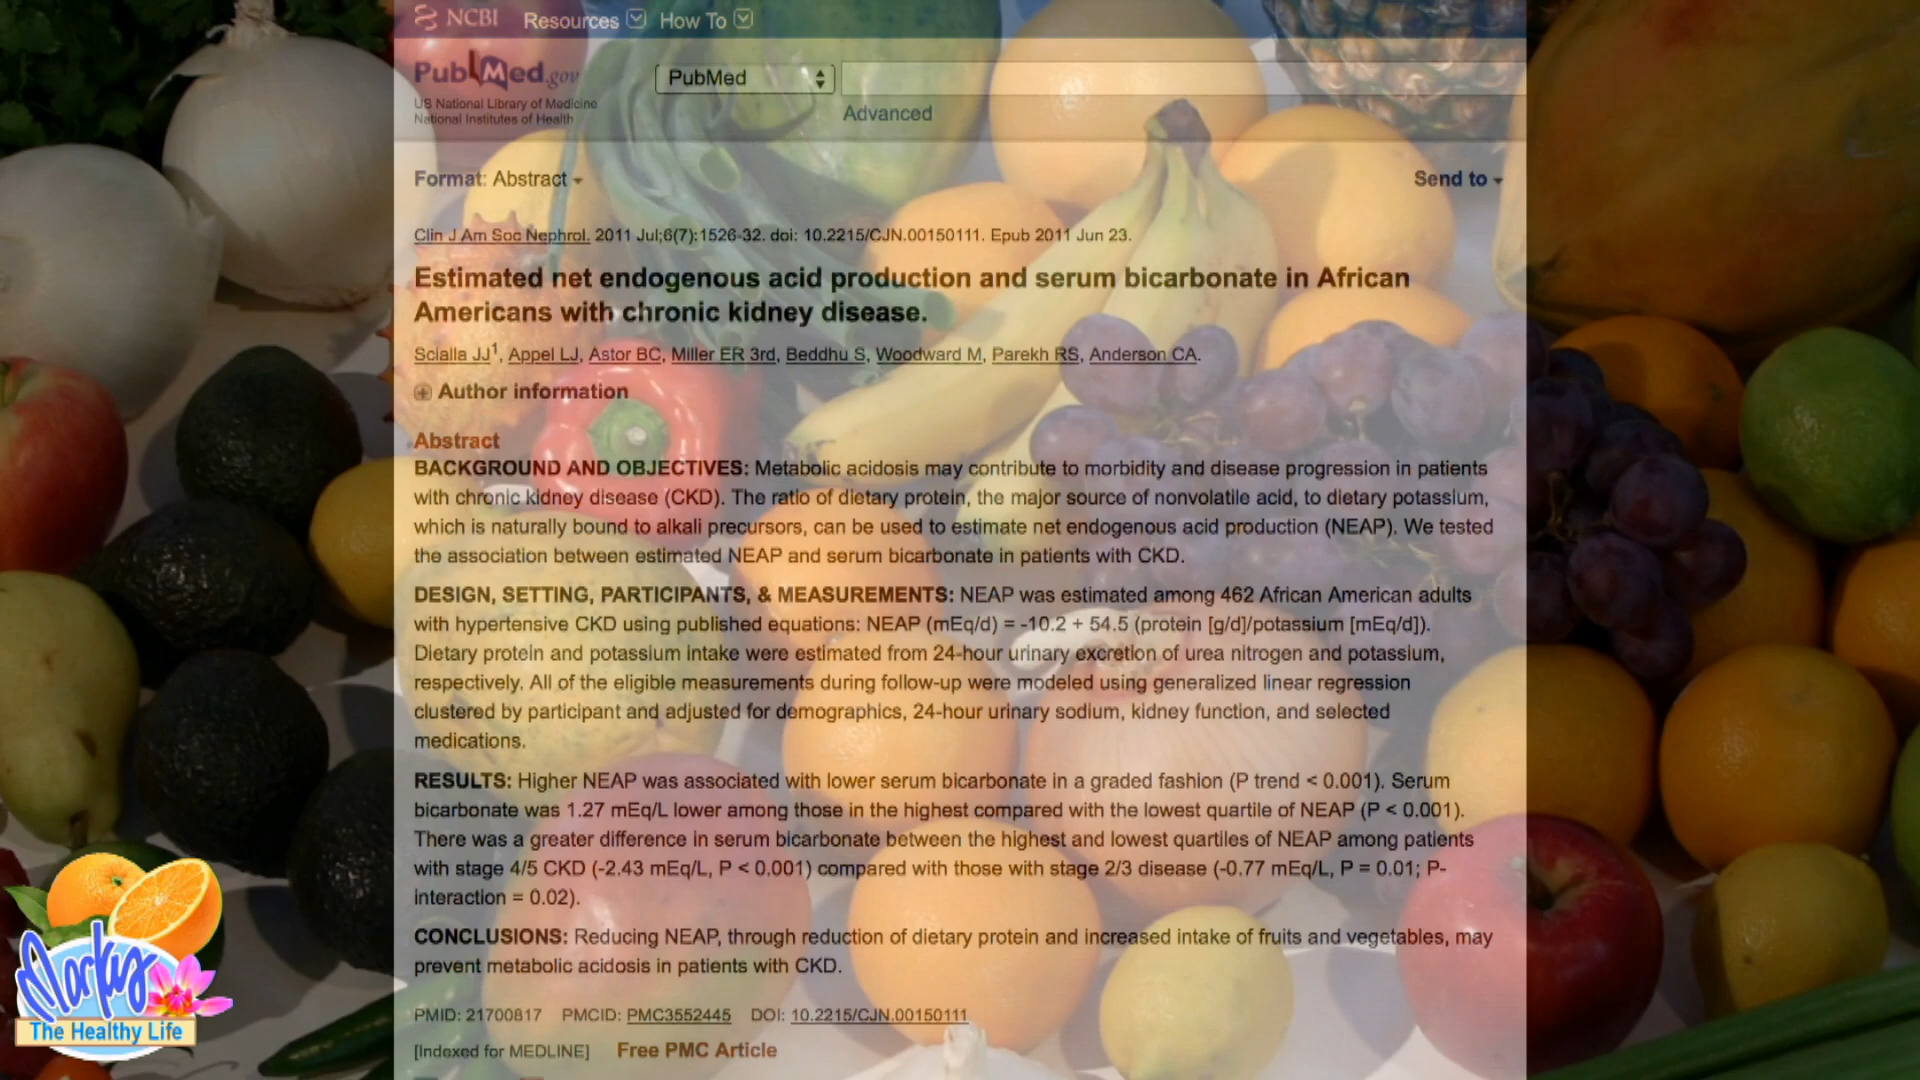 NCBI Resources How To
PubMed.gov
US National Library of Medicine
National Institutes of Health
PubMed
Advanced
Format: Abstract
Send to
Clin J Am Soc Nephrol. 2011 Jul;6(7):1526-32. doi: 10.2215/CJN.00150111. Epub 2011 Jun 23.
Estimated net endogenous acid production and serum bicarbonate in African
Americans with chronic kidney disease.
Scialla JJ1, Appel LJ, Astor BC, Miller ER 3rd, Beddhu S, Woodward M, Parekh RS, Anderson CA.
Author information
Abstract
BACKGROUND AND OBJECTIVES: Metabolic acidosis may contribute to morbidity and disease progression in patients
with chronic kidney disease (CKD). The ratio of dietary protein, the major source of nonvolatile acid, to dietary potassium,
which is naturally bound to alkali precursors, can be used to estimate net endogenous acid production (NEAP). We tested
the association between estimated NEAP and serum bicarbonate in patients with CKD.
DESIGN, SETTING, PARTICIPANTS, & MEASUREMENTS: NEAP was estimated among 462 African American adults
with hypertensive CKD using published equations: NEAP (mEq/d) = -10.2 + 54.5 (protein [g/d]/potassium [mEq/d]).
Dietary protein and potassium intake were estimated from 24-hour urinary excretion of urea nitrogen and potassium,
respectively. All of the eligible measurements during follow-up were modeled using generalized linear regression
clustered by participant and adjusted for demographics, 24-hour urinary sodium, kidney function, and selected
medications.
RESULTS: Higher NEAP was associated with lower serum bicarbonate in a graded fashion (P trend < 0.001). Serum
bicarbonate was 1.27 mEq/L lower among those in the highest compared with the lowest quartile of NEAP (P < 0.001).
There was a greater difference in serum bicarbonate between the highest and lowest quartiles of NEAP among patients
with stage 4/5 CKD (-2.43 mEq/L, P < 0.001) compared with those with stage 2/3 disease (-0.77 mEq/L, P = 0.01; P-
interaction = 0.02).
CONCLUSIONS: Reducing NEAP, through reduction of dietary protein and increased intake of fruits and vegetables, may
prevent metabolic acidosis in patients with CKD.
PMID: 21700817 PMCID: PMC3552445 DOI: 10.2215/CJN.00150111
[Indexed for MEDLINE] Free PMC Article
Markus
The Healthy Life